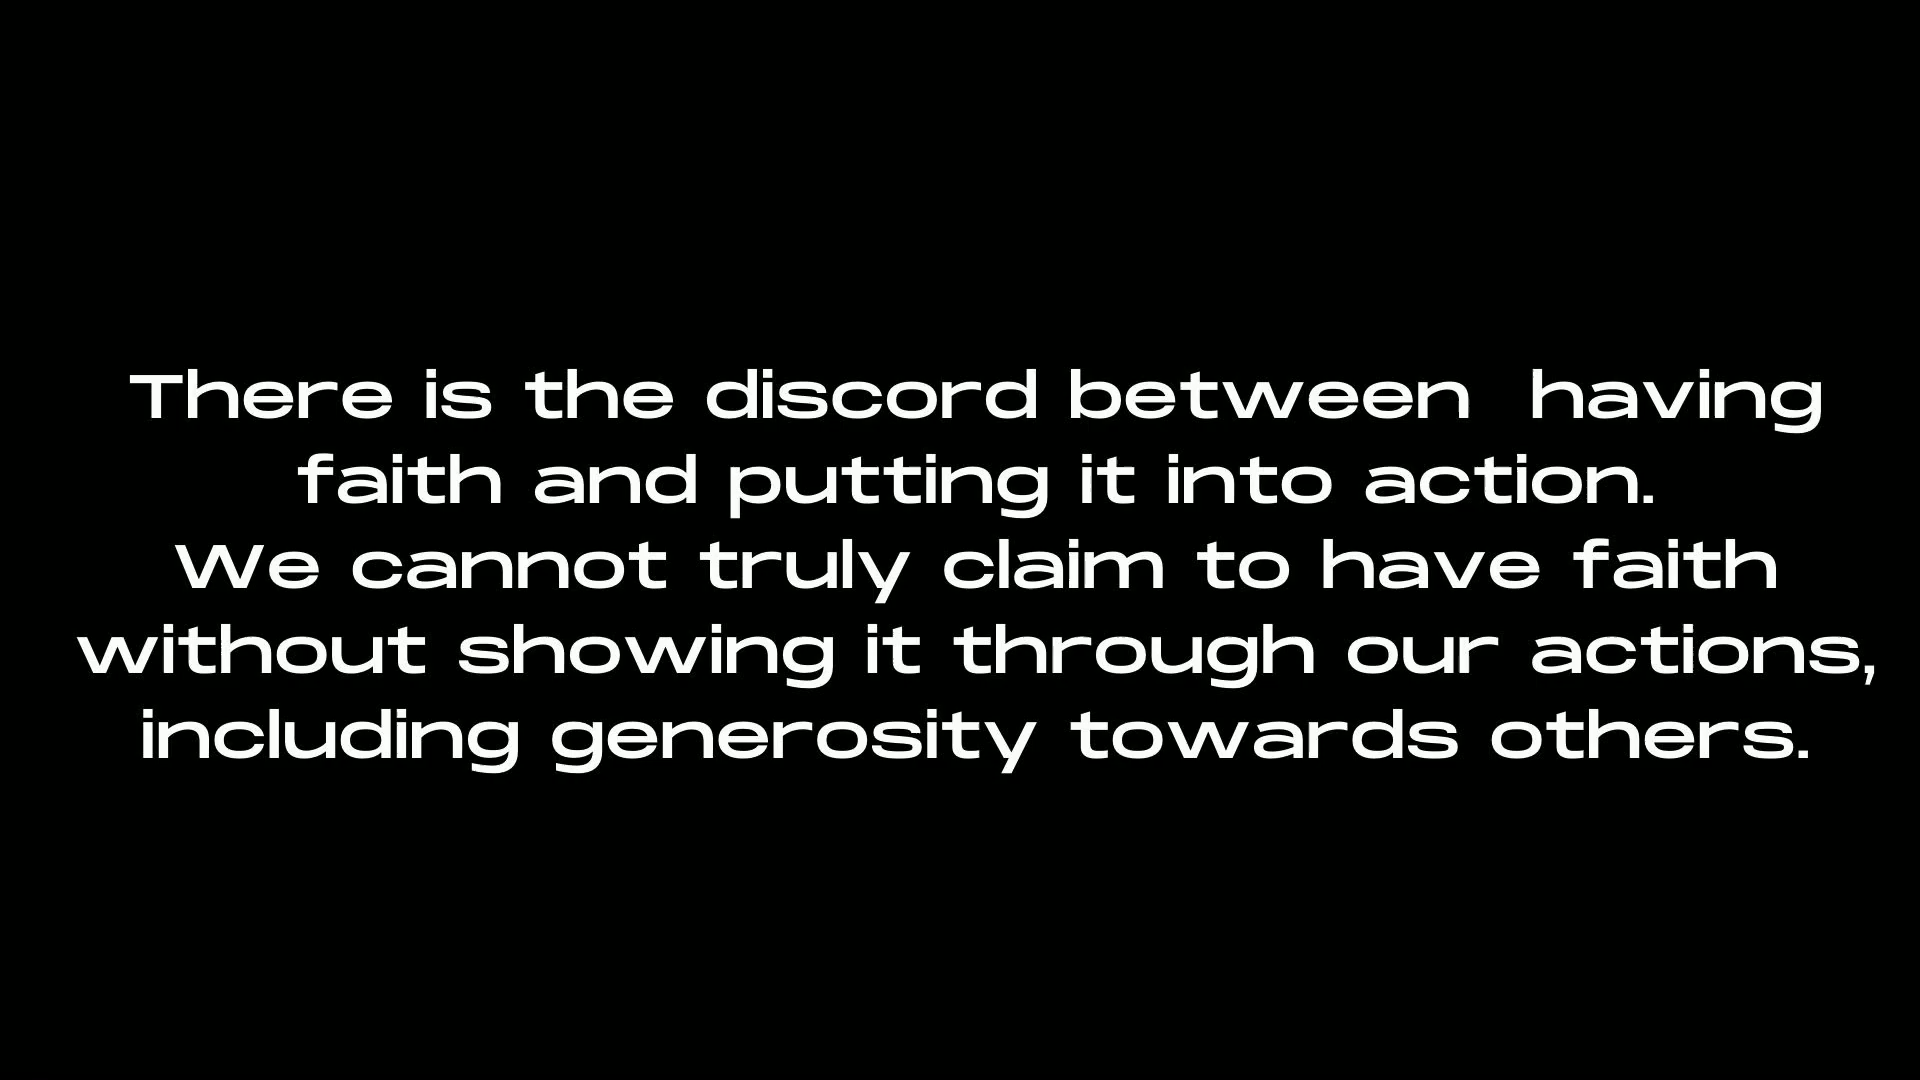 There is the discord between  having
faith and putting it into action.
We cannot truly claim to have faith
without showing it through our actions,
including generosity towards others.